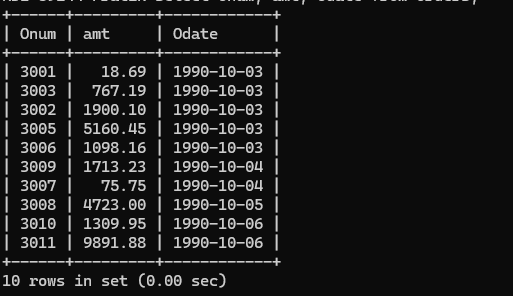 +------+---------+------------+
| Onum | amt     | Odate      |
+------+---------+------------+
| 3001 |   18.69 | 1990-10-03 |
| 3003 |  767.19 | 1990-10-03 |
| 3002 | 1900.10 | 1990-10-03 |
| 3005 | 5160.45 | 1990-10-03 |
| 3006 | 1098.16 | 1990-10-03 |
| 3009 | 1713.23 | 1990-10-04 |
| 3007 |   75.75 | 1990-10-04 |
| 3008 | 4723.00 | 1990-10-05 |
| 3010 | 1309.95 | 1990-10-06 |
| 3011 | 9891.88 | 1990-10-06 |
+------+---------+------------+
10 rows in set (0.00 sec)